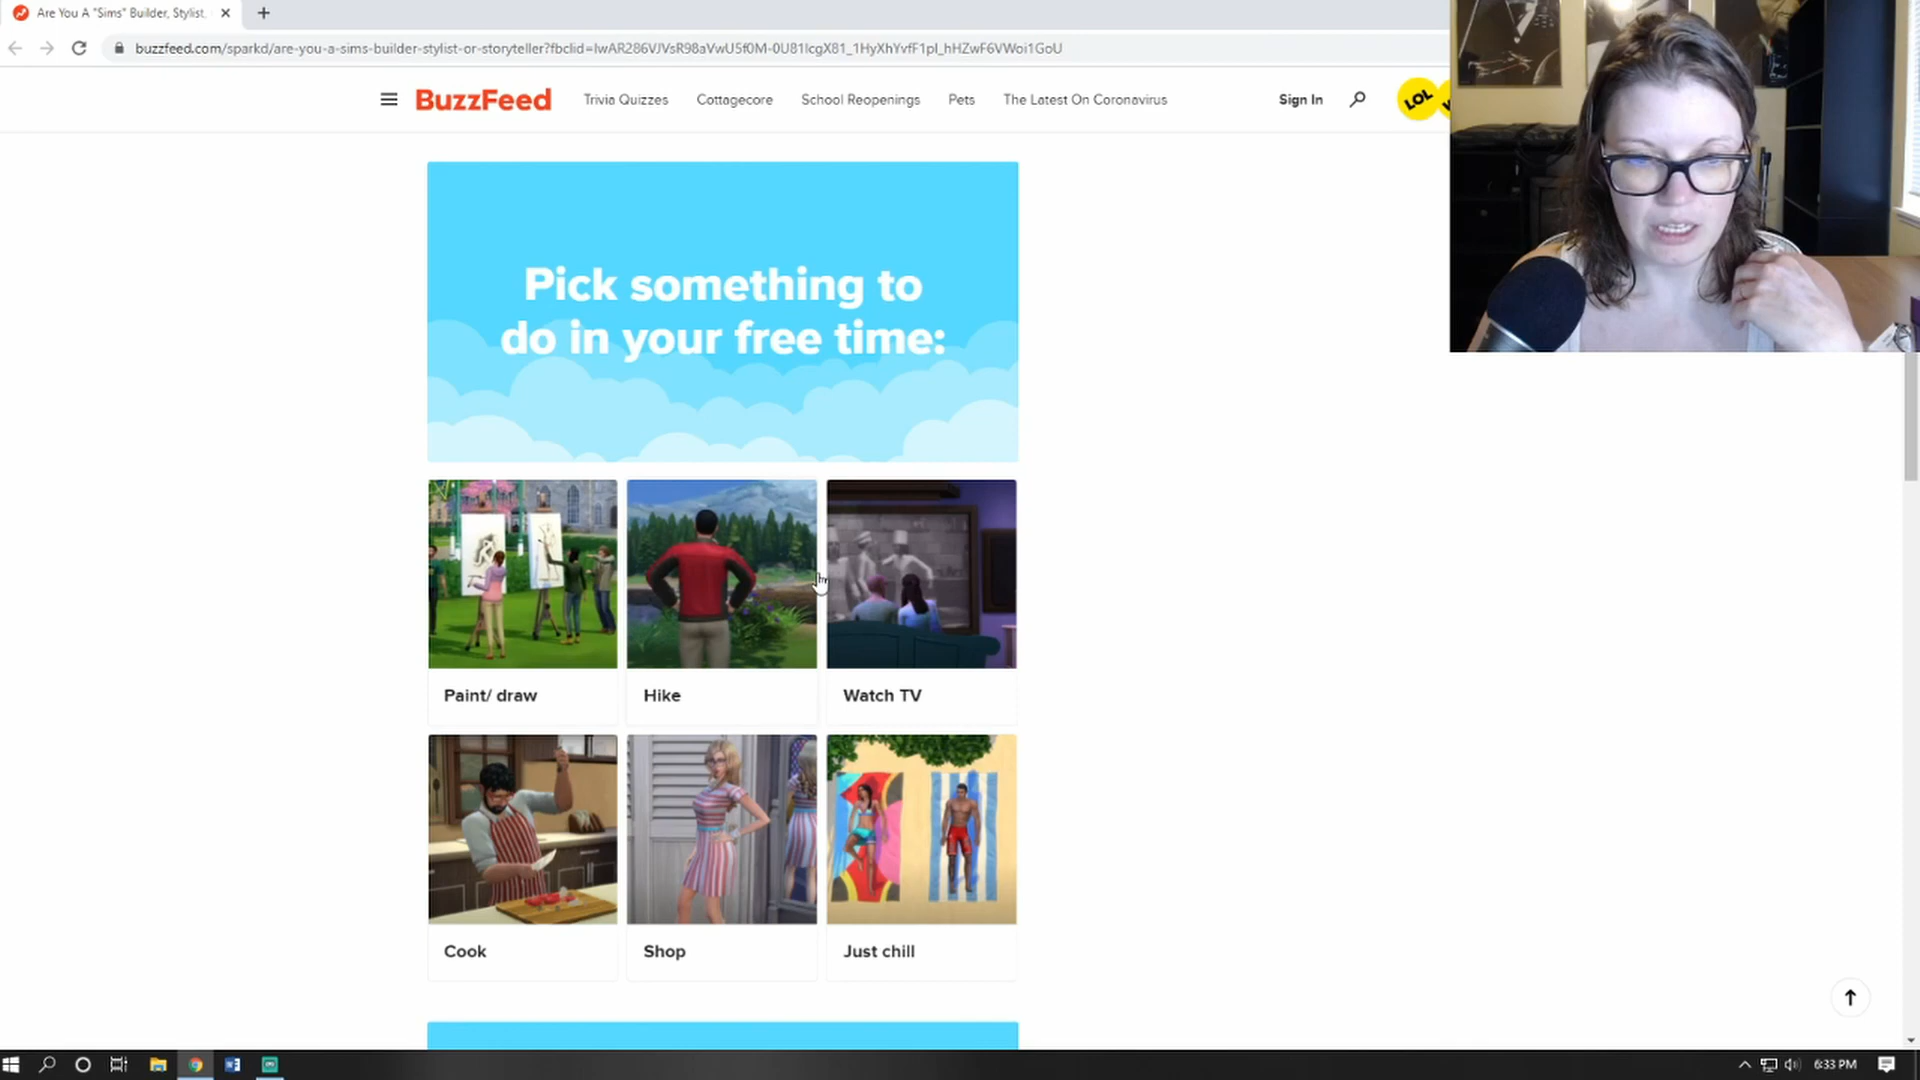 Are You A "Sims" Builder, Stylist,
buzzfeed.com/sparkd/are-you-a-sims-builder-stylist-or-storyteller?fbclid=IwAR286VJVsR98aVwU5f0M-0U81IcgX81_1HyXhYvfF1pI_hHZwF6VWoi1GoU
BuzzFeed
Trivia Quizzes
Cottagecore
School Reopenings
Pets
The Latest On Coronavirus
Sign In
LOL
Pick something to
do in your free time:
Paint/ draw
Hike
Watch TV
Cook
Shop
Just chill
6:33 PM